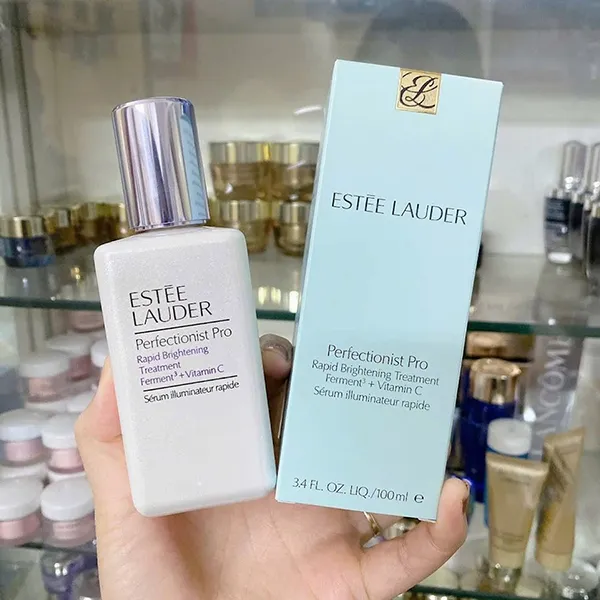 ESTĒE
LAUDER
Perfectionist Pro
Rapid Brightening
Treatment
Ferment³ + Vitamin C
Sérum illuminateur rapide
EL
ESTĒE LAUDER
Perfectionist Pro
Rapid Brightening Treatment
Ferment³ + Vitamin C
Sérum illuminateur rapide
3.4 FL. OZ. LIQ./100 ml ℮
LANCÔME